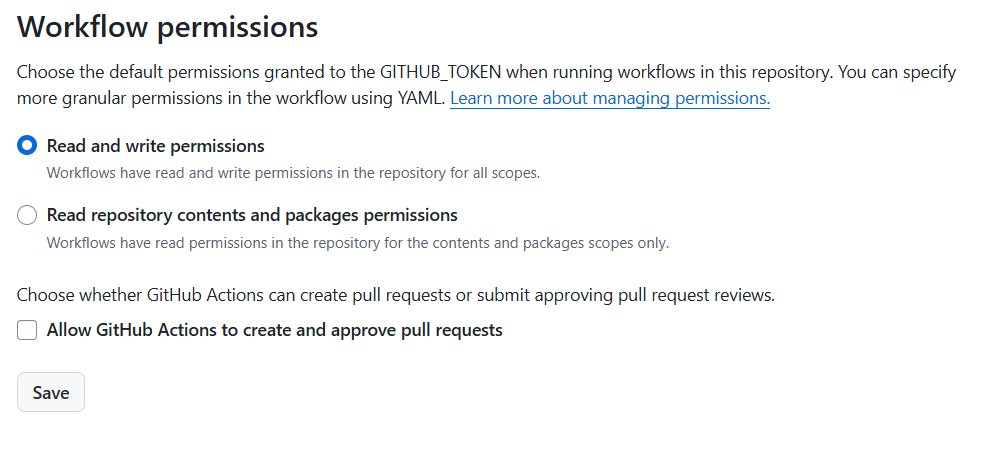 Workflow permissions
Choose the default permissions granted to the GITHUB_TOKEN when running workflows in this repository. You can specify
more granular permissions in the workflow using YAML. Learn more about managing permissions.
Read and write permissions
Workflows have read and write permissions in the repository for all scopes.
Read repository contents and packages permissions
Workflows have read permissions in the repository for the contents and packages scopes only.
Choose whether GitHub Actions can create pull requests or submit approving pull request reviews.
Allow GitHub Actions to create and approve pull requests
Save